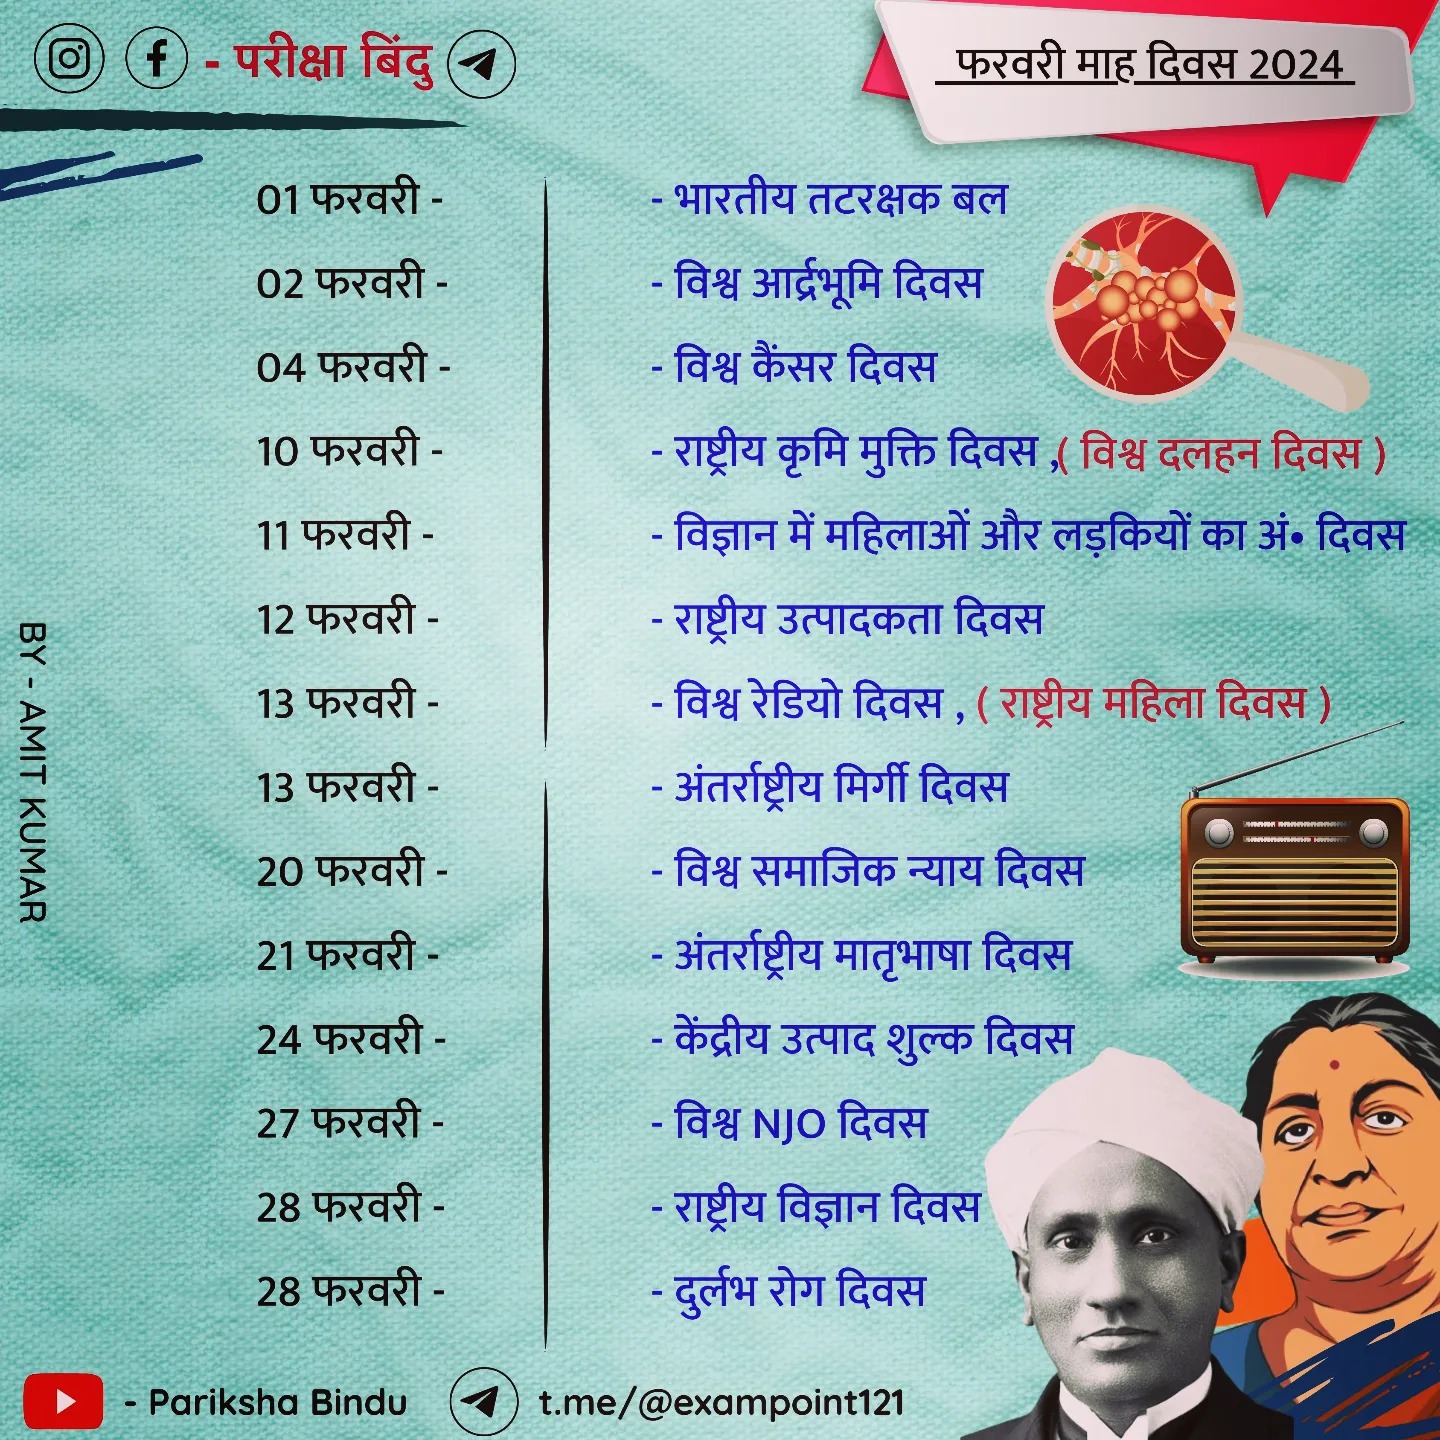 - परीक्षा बिंदु
फरवरी माह दिवस 2024
01 फरवरी - - भारतीय तटरक्षक बल
02 फरवरी - - विश्व आर्द्रभूमि दिवस
04 फरवरी - - विश्व कैंसर दिवस
10 फरवरी - - राष्ट्रीय कृमि मुक्ति दिवस ,( विश्व दलहन दिवस )
11 फरवरी - - विज्ञान में महिलाओं और लड़कियों का अं• दिवस
12 फरवरी - - राष्ट्रीय उत्पादकता दिवस
13 फरवरी - - विश्व रेडियो दिवस , ( राष्ट्रीय महिला दिवस )
13 फरवरी - - अंतर्राष्ट्रीय मिर्गी दिवस
20 फरवरी - - विश्व समाजिक न्याय दिवस
21 फरवरी - - अंतर्राष्ट्रीय मातृभाषा दिवस
24 फरवरी - - केंद्रीय उत्पाद शुल्क दिवस
27 फरवरी - - विश्व NJO दिवस
28 फरवरी - - राष्ट्रीय विज्ञान दिवस
28 फरवरी - - दुर्लभ रोग दिवस
BY - AMIT KUMAR
- Pariksha Bindu
t.me/@exampoint121